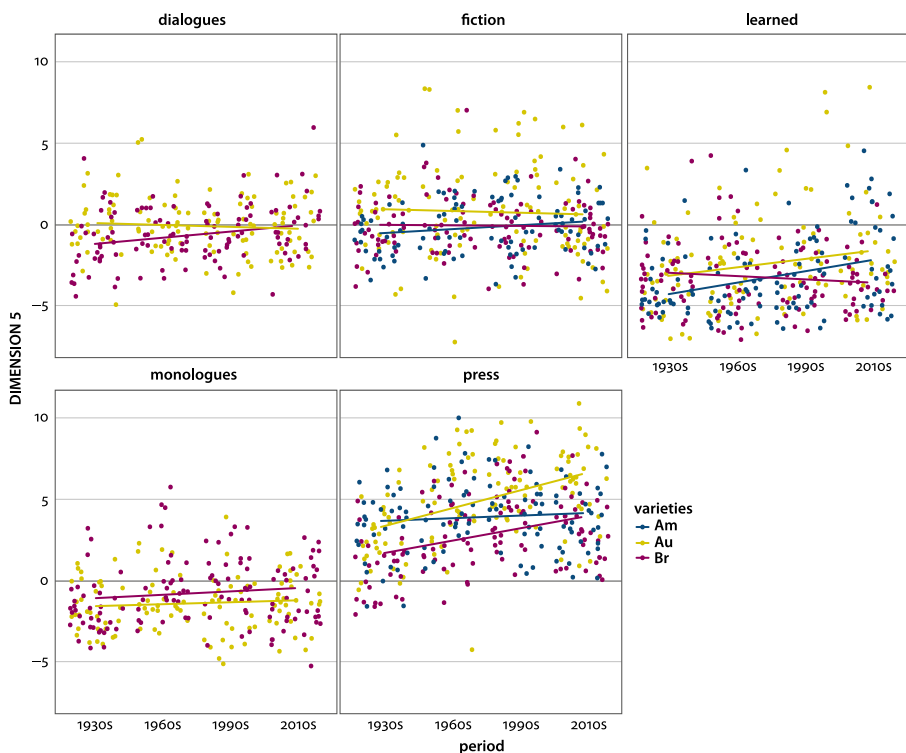 dialogues
fiction
learned
10
5
0
−5
1930s
1960s
1990s
2010s
DIMENSION 5
monologues
press
10
5
0
−5
varieties
Am
Au
Br
1930s
1960s
1990s
2010s
1930s
1960s
1990s
2010s
period